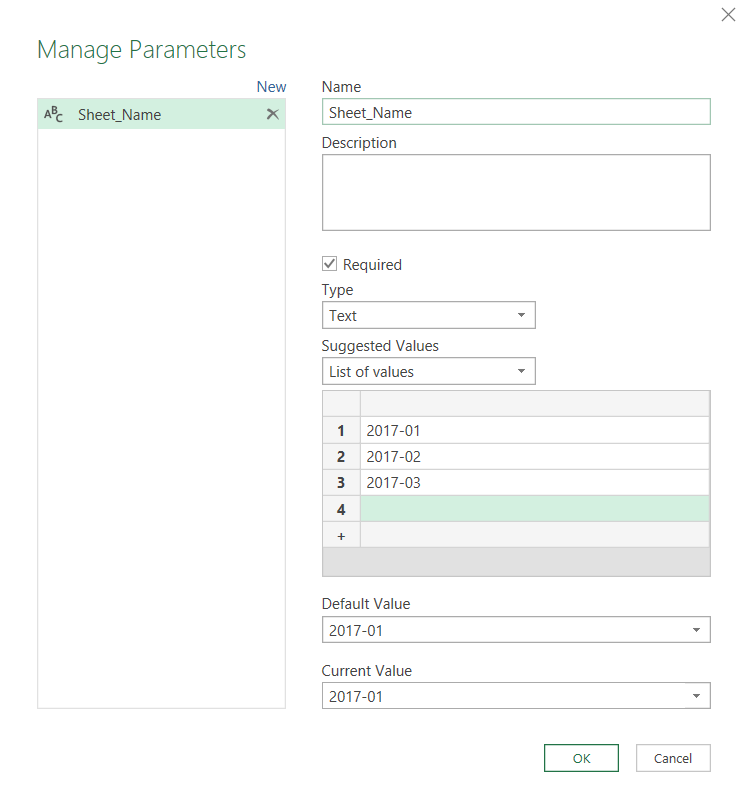 Manage Parameters
New
ABC Sheet_Name
Name
Sheet_Name
Description
Required
Type
Text
Suggested Values
List of values
1 2017-01
2 2017-02
3 2017-03
4
+
Default Value
2017-01
Current Value
2017-01
OK Cancel